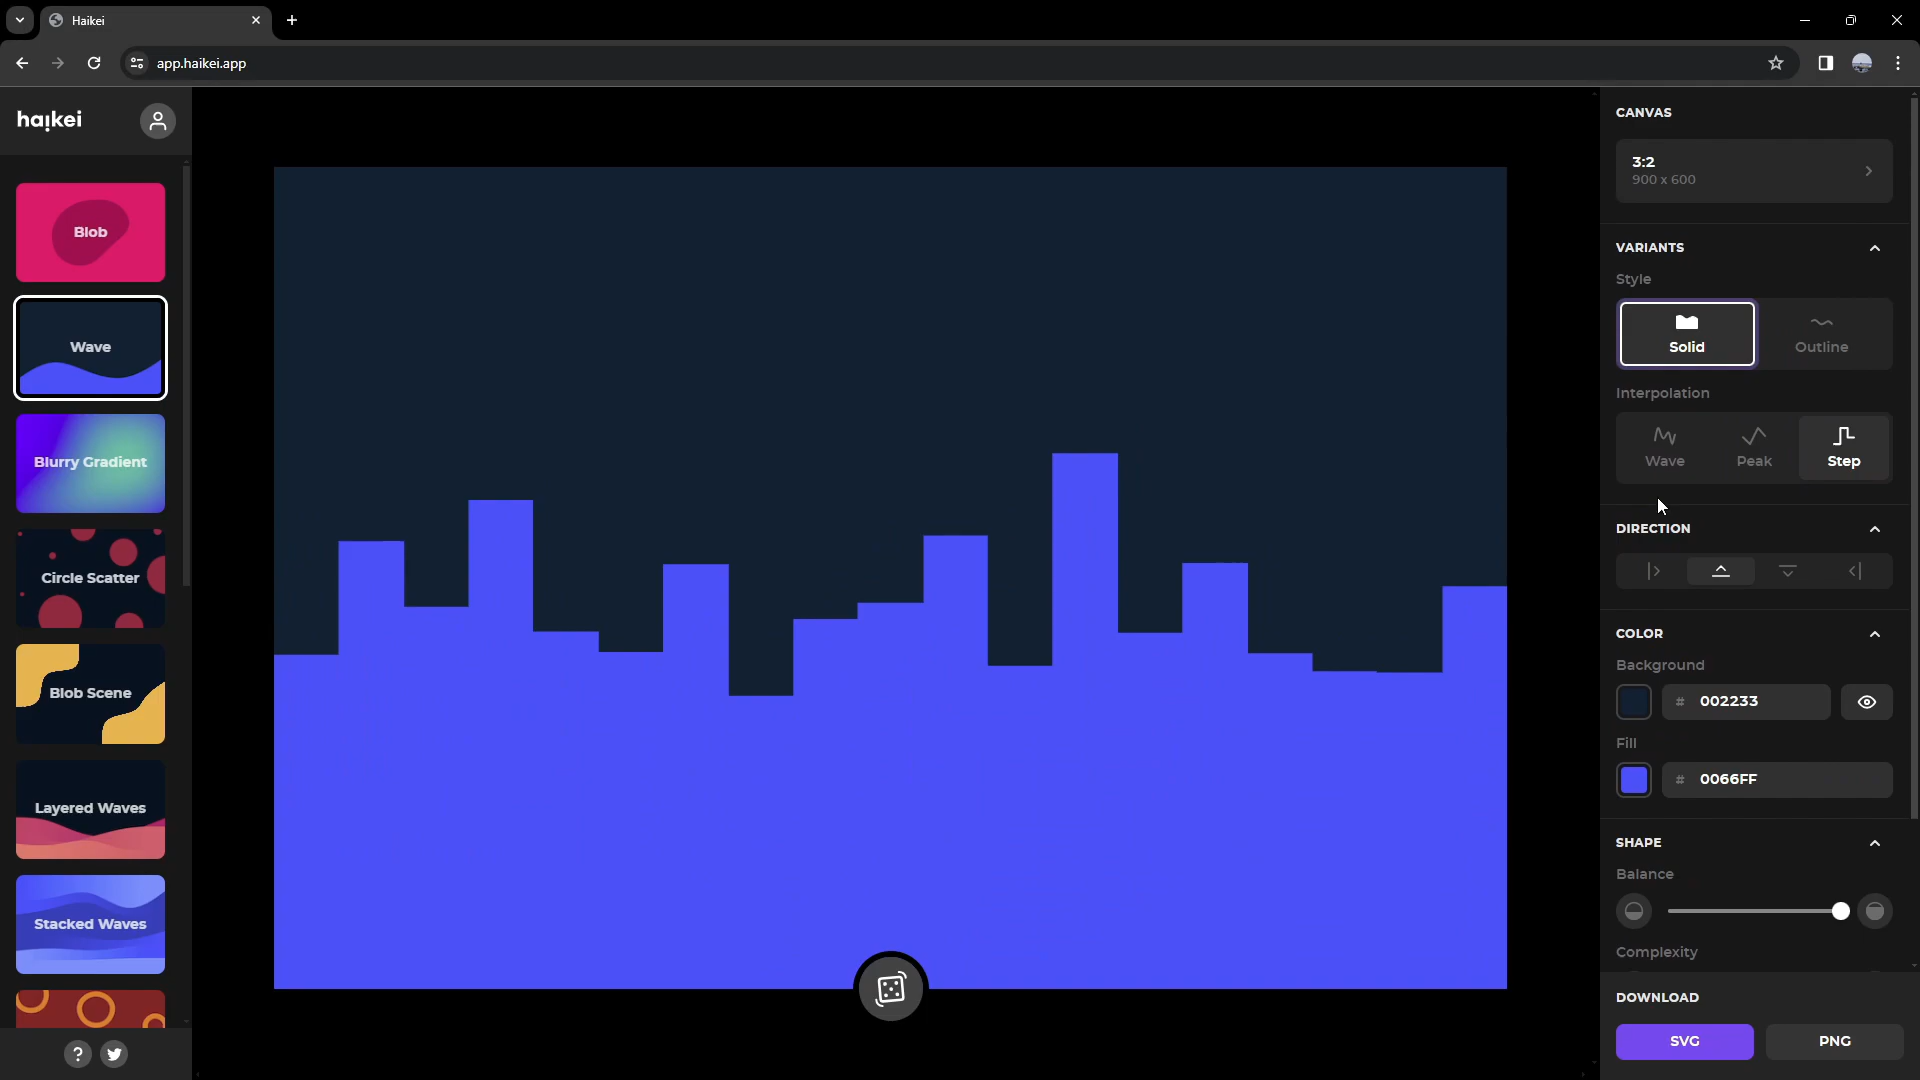 Haikei
app.haikei.app
haikei
Blob
Wave
Blurry Gradient
Circle Scatter
Blob Scene
Layered Waves
Stacked Waves
?
CANVAS
3:2
900 x 600
VARIANTS
Style
Solid
Outline
Interpolation
Wave
Peak
Step
DIRECTION
COLOR
Background
# 002233
Fill
# 0066FF
SHAPE
Balance
Complexity
DOWNLOAD
SVG
PNG